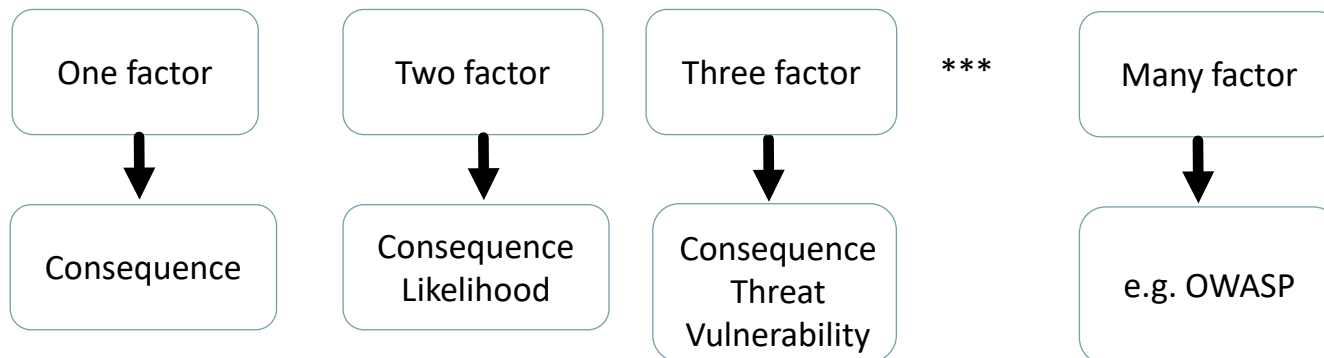 One factor
Two factor
Three factor
***
Many factor
Consequence
Consequence
Likelihood
Consequence
Threat
Vulnerability
e.g. OWASP